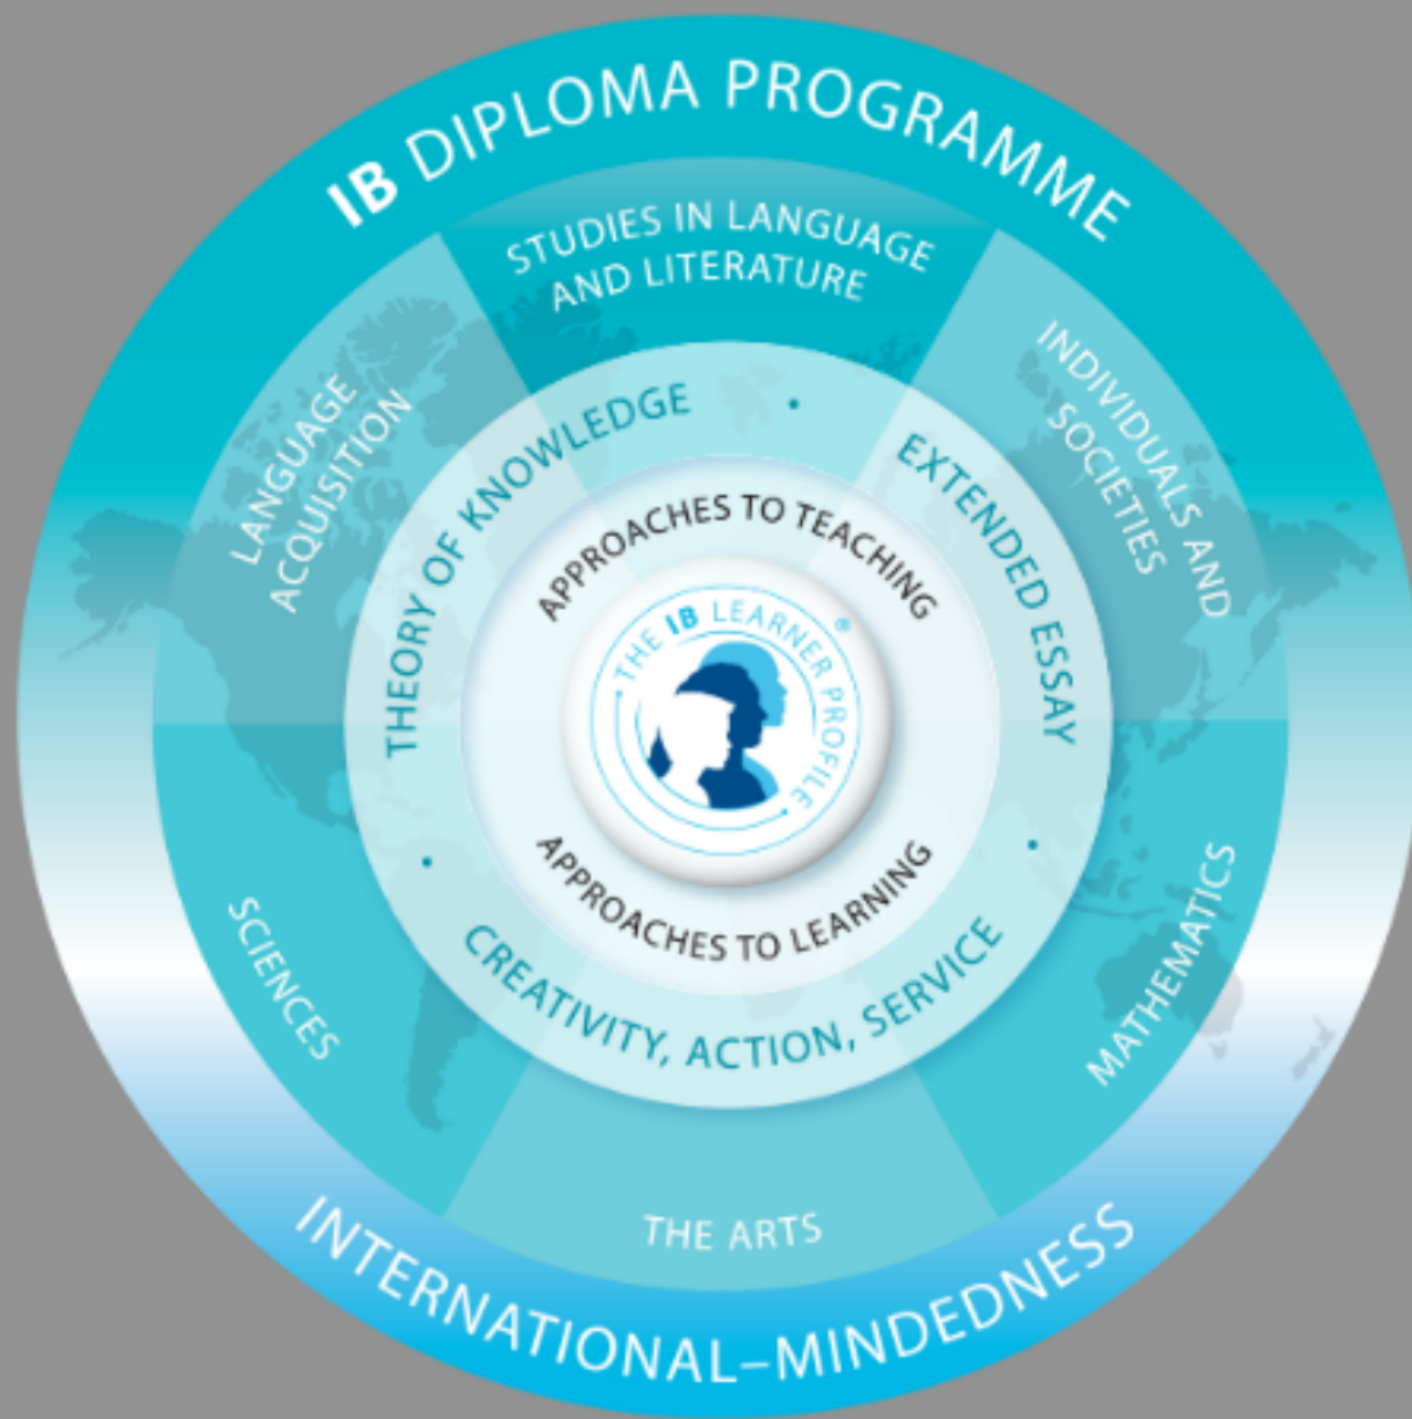 IB DIPLOMA PROGRAMME
STUDIES IN LANGUAGE
AND LITERATURE
LANGUAGE
ACQUISITION
INDIVIDUALS AND
SOCIETIES
THEORY OF KNOWLEDGE
EXTENDED ESSAY
APPROACHES TO TEACHING
THE IB LEARNER PROFILE ®
APPROACHES TO LEARNING
CREATIVITY, ACTION, SERVICE
SCIENCES
MATHEMATICS
THE ARTS
INTERNATIONAL–MINDEDNESS